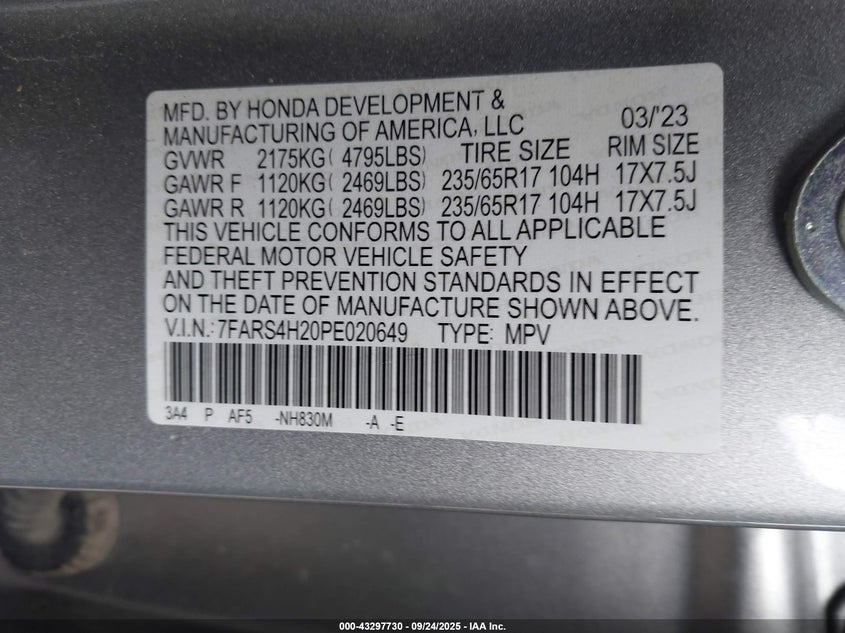 MFD. BY HONDA DEVELOPMENT &
MANUFACTURING OF AMERICA, LLC 03/'23
GVWR 2175KG( 4795LBS) TIRE SIZE RIM SIZE
GAWR F 1120KG( 2469LBS) 235/65R17 104H 17X7.5J
GAWR R 1120KG( 2469LBS) 235/65R17 104H 17X7.5J
THIS VEHICLE CONFORMS TO ALL APPLICABLE
FEDERAL MOTOR VEHICLE SAFETY
AND THEFT PREVENTION STANDARDS IN EFFECT
ON THE DATE OF MANUFACTURE SHOWN ABOVE.
V.I.N.: 7FARS4H20PE020649 TYPE: MPV
3A4 P AF5 -NH830M -A -E
000-43297730 - 09/24/2025 - IAA Inc.